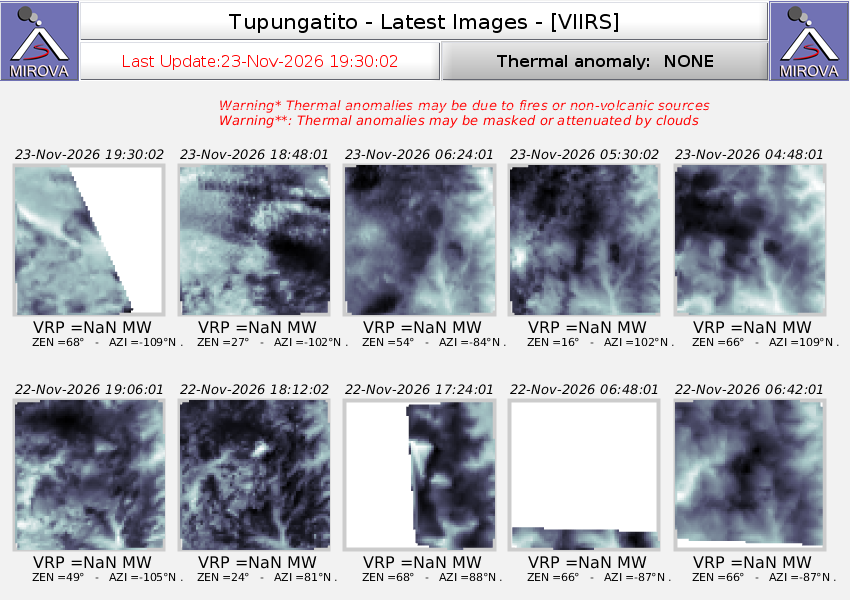 Tupungatito - Latest Images - [VIIRS]
MIROVA
Last Update:23-Nov-2026 19:30:02
Thermal anomaly: NONE
MIROVA
Warning* Thermal anomalies may be due to fires or non-volcanic sources
Warning**: Thermal anomalies may be masked or attenuated by clouds
23-Nov-2026 19:30:02
23-Nov-2026 18:48:01
23-Nov-2026 06:24:01
23-Nov-2026 05:30:02
23-Nov-2026 04:48:01
VRP =NaN MW
VRP =NaN MW
VRP =NaN MW
VRP =NaN MW
VRP =NaN MW
ZEN =68° - AZI =-109°N .
ZEN =27° - AZI =-102°N .
ZEN =54° - AZI =-84°N .
ZEN =16° - AZI =102°N .
ZEN =66° - AZI =109°N .
22-Nov-2026 19:06:01
22-Nov-2026 18:12:02
22-Nov-2026 17:24:01
22-Nov-2026 06:48:01
22-Nov-2026 06:42:01
VRP =NaN MW
VRP =NaN MW
VRP =NaN MW
VRP =NaN MW
VRP =NaN MW
ZEN =49° - AZI =-105°N .
ZEN =24° - AZI =81°N .
ZEN =68° - AZI =88°N .
ZEN =66° - AZI =-87°N .
ZEN =66° - AZI =-87°N .